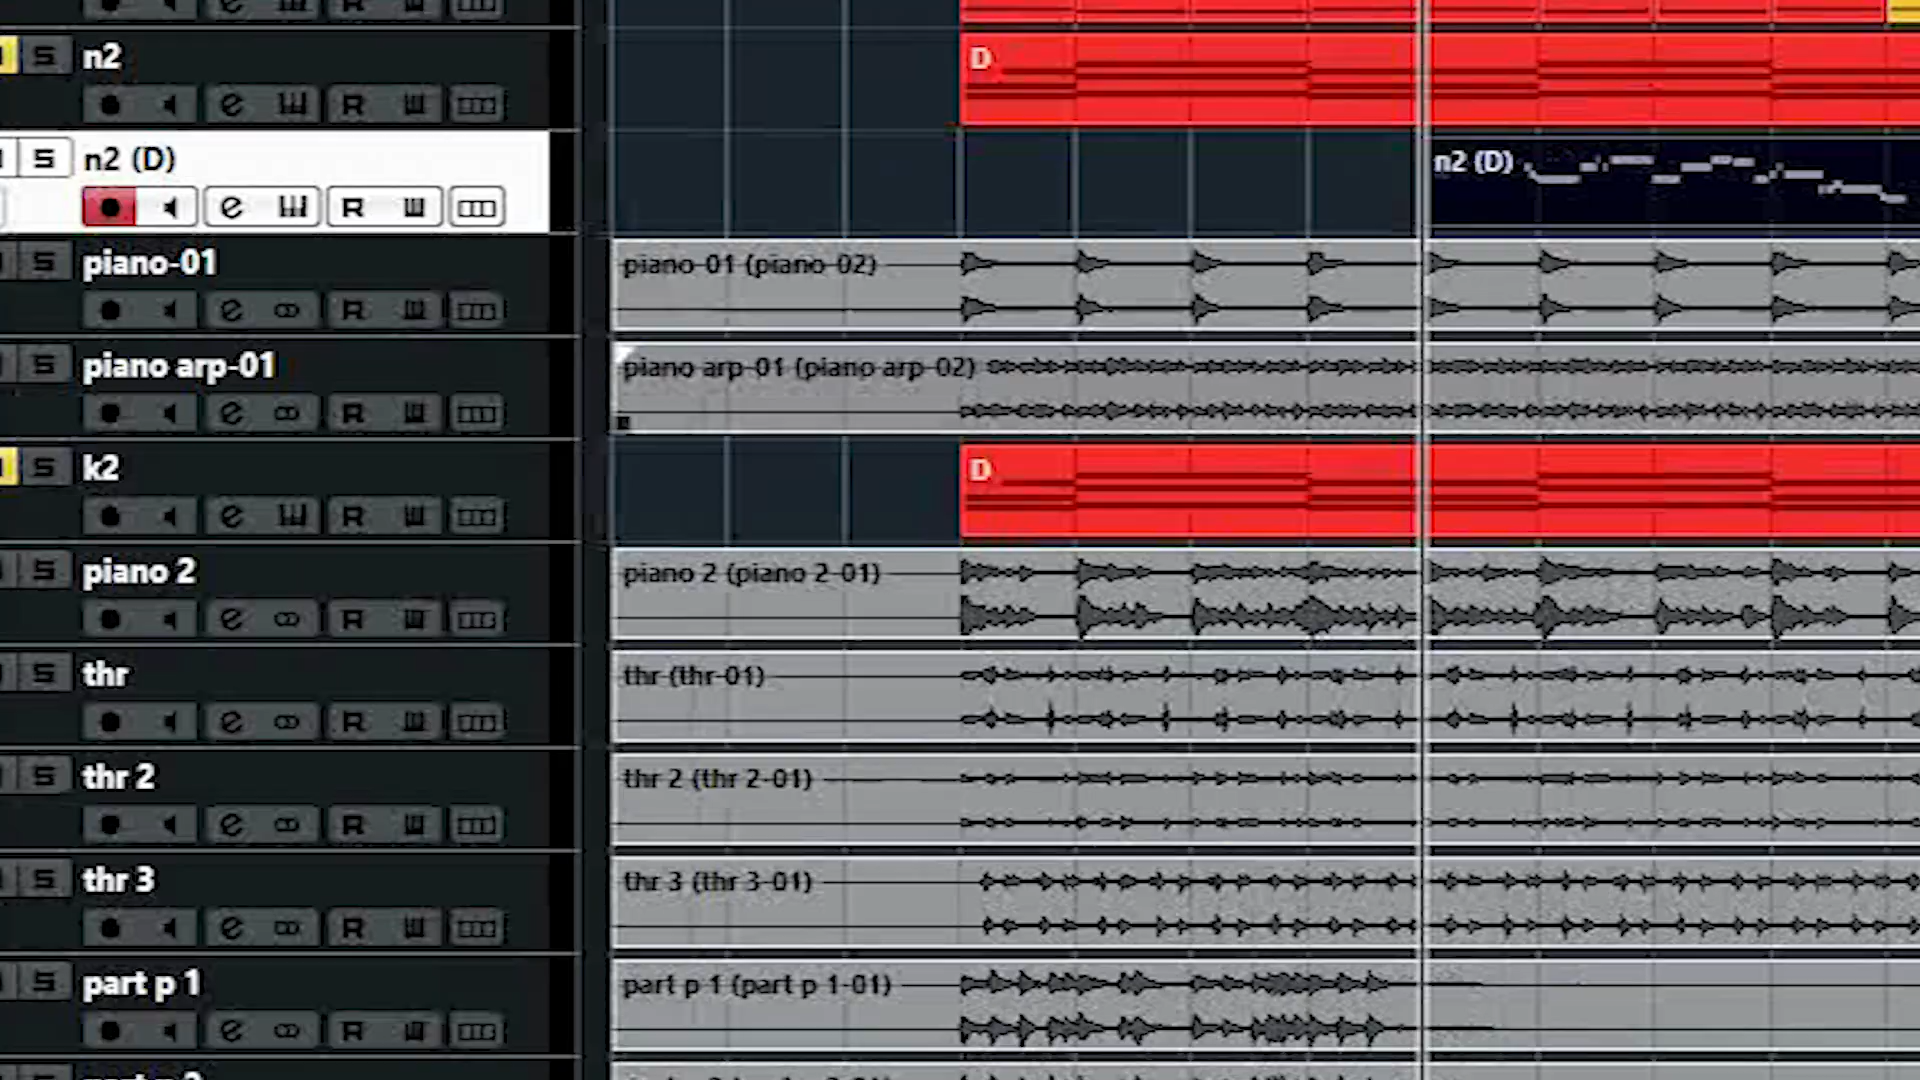 R
S n2 D
R
S n2 (D) n2 (D)
R
S piano-01 piano-01 (piano-02)
R
S piano arp-01 piano arp-01 (piano arp-02)
R
S k2 D
R
S piano 2 piano 2 (piano 2-01)
R
S thr thr (thr-01)
R
S thr 2 thr 2 (thr 2-01)
R
S thr 3 thr 3 (thr 3-01)
R
S part p 1 part p 1 (part p 1-01)
R